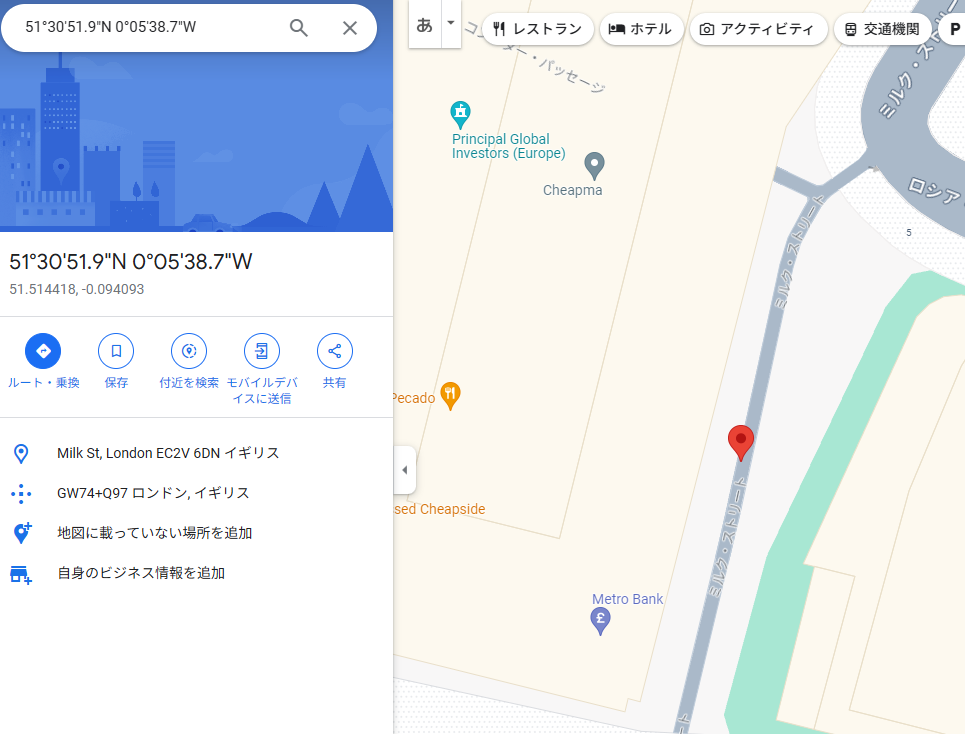 51°30'51.9"N 0°05'38.7"W
あ
レストラン
ホテル
アクティビティ
交通機関
P
・パッセージ
ミルク・スト
Principal Global
Investors (Europe)
Cheapma
ロシア・
5
ミルク・ストリート
51°30'51.9"N 0°05'38.7"W
51.514418, -0.094093
ルート・乗換
保存
付近を検索
モバイルデバ
イスに送信
共有
Pecado
Milk St, London EC2V 6DN イギリス
GW74+Q97 ロンドン, イギリス
sed Cheapside
地図に載っていない場所を追加
ミルク・ストリート
自身のビジネス情報を追加
Metro Bank
£
ト